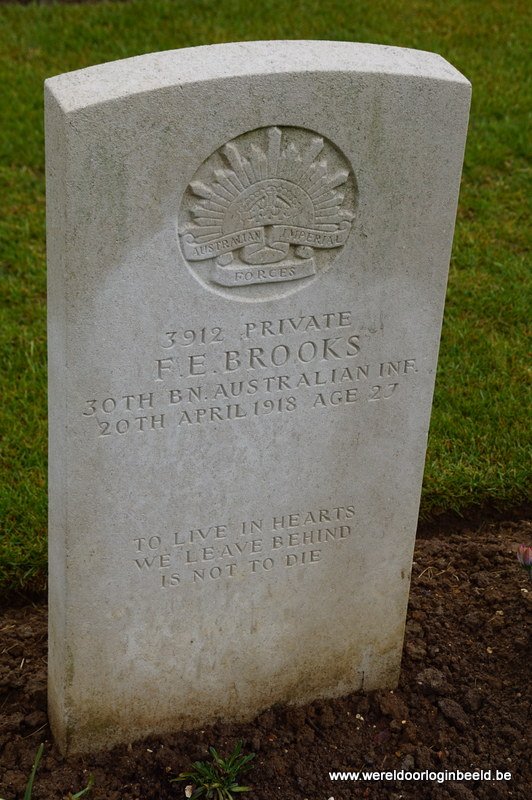 AUSTRALIAN IMPERIAL
FORCES
3912 PRIVATE
F. E. BROOKS
30TH BN. AUSTRALIAN INF.
20TH APRIL 1918 AGE 27
TO LIVE IN HEARTS
WE LEAVE BEHIND
IS NOT TO DIE
www.wereldoorloginbeeld.be